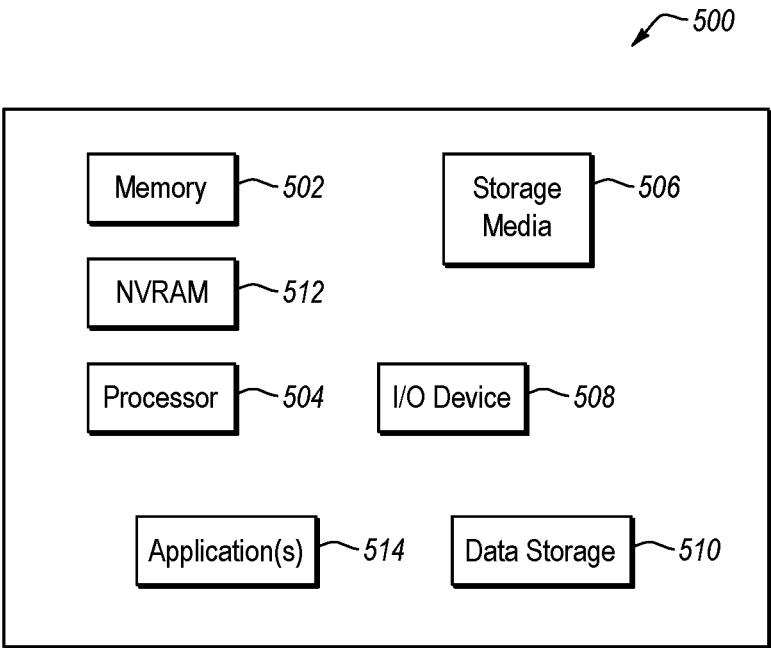 500
Memory 502
Storage
Media
506
NVRAM 512
Processor 504
I/O Device 508
Application(s) 514
Data Storage 510